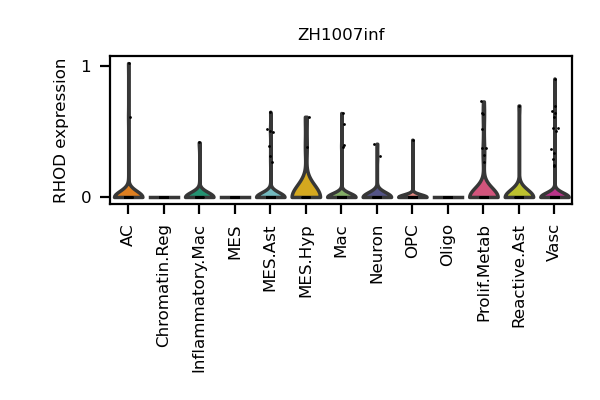 ZH1007inf
RHOD expression
1
0
AC
Chromatin.Reg
Inflammatory.Mac
MES
MES.Ast
MES.Hyp
Mac
Neuron
OPC
Oligo
Prolif.Metab
Reactive.Ast
Vasc